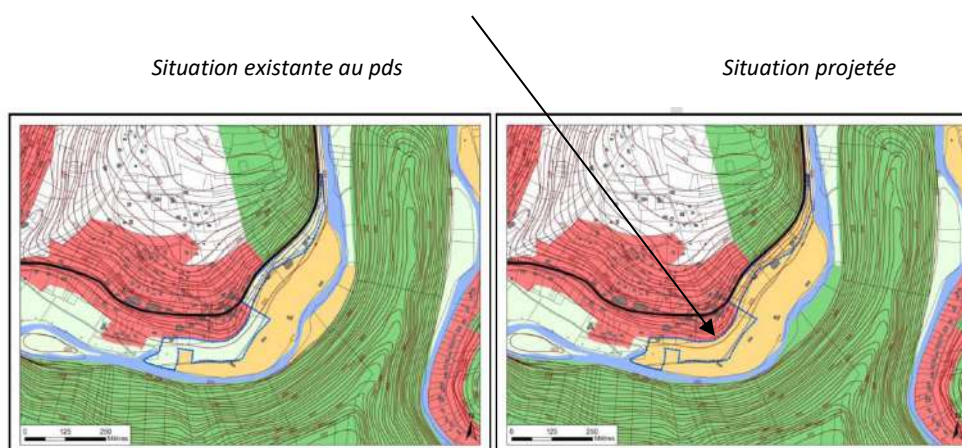 Situation existante au pds
Situation projetée
0 125 250
Mètres
0 125 250
Mètres